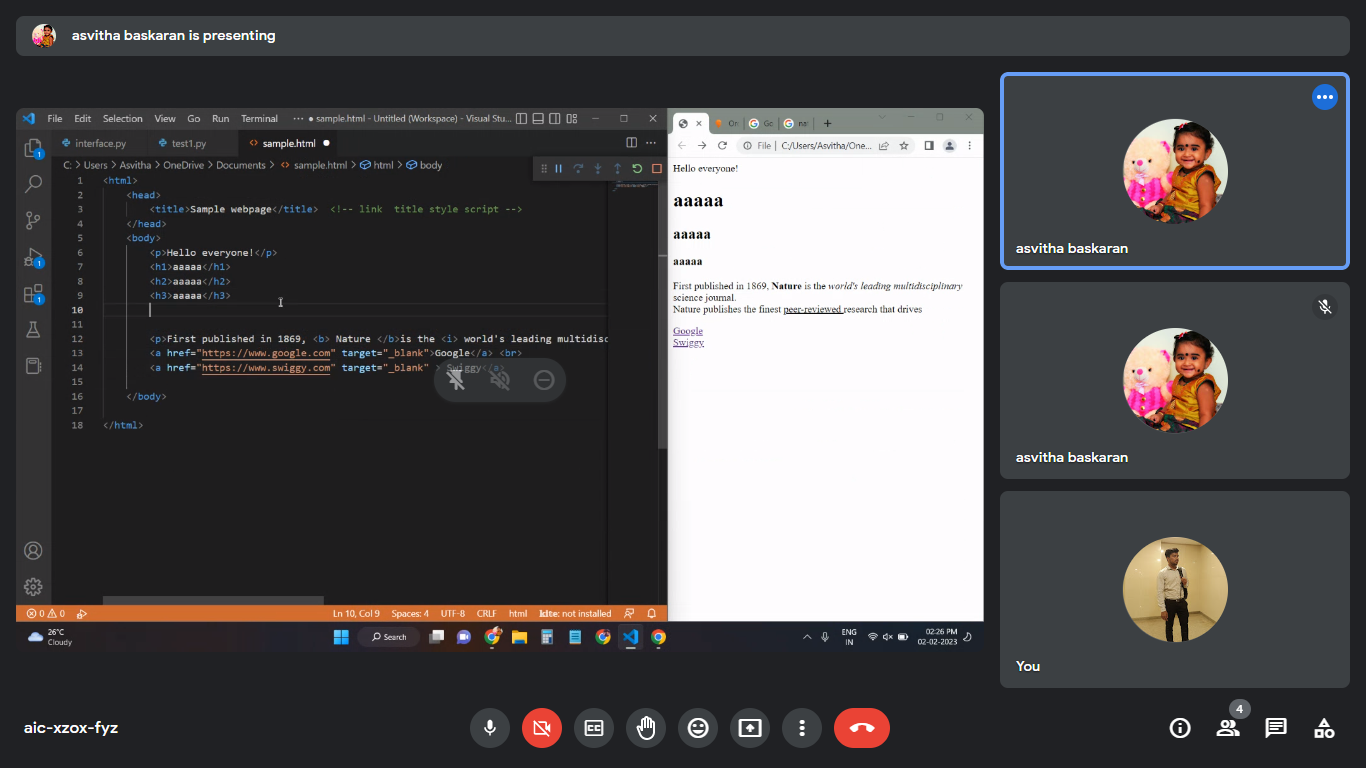 asvitha baskaran is presenting
File Edit Selection View Go Run Terminal ··· ● sample.html - Untitled (Workspace) - Visual Stu...
interface.py test1.py <> sample.html ●
C: > Users > Asvitha > OneDrive > Documents > <> sample.html > html > body
1 <html>
2 <head>
3 <title>Sample webpage</title> <!-- link title style script -->
4 </head>
5 <body>
6 <p>Hello everyone!</p>
7 <h1>aaaaa</h1>
8 <h2>aaaaa</h2>
9 <h3>aaaaa</h3>
10
11
12 <p>First published in 1869, <b> Nature </b>is the <i> world's leading multidisc
13 <a href="https://www.google.com" target="_blank">Google</a> <br>
14 <a href="https://www.swiggy.com" target="_blank" > Swiggy</a>
15
16 </body>
17
18 </html>
0 0 Ln 10, Col 9 Spaces: 4 UTF-8 CRLF html kite: not installed
On Go na
File C:/Users/Asvitha/One...
Hello everyone!
aaaaa
aaaaa
aaaaa
First published in 1869, Nature is the world's leading multidisciplinary
science journal.
Nature publishes the finest peer-reviewed research that drives
Google
Swiggy
26°C
Cloudy
Search
ENG
IN
02:26 PM
02-02-2023
asvitha baskaran
asvitha baskaran
You
aic-xzox-fyz
CC
4
1
1
1